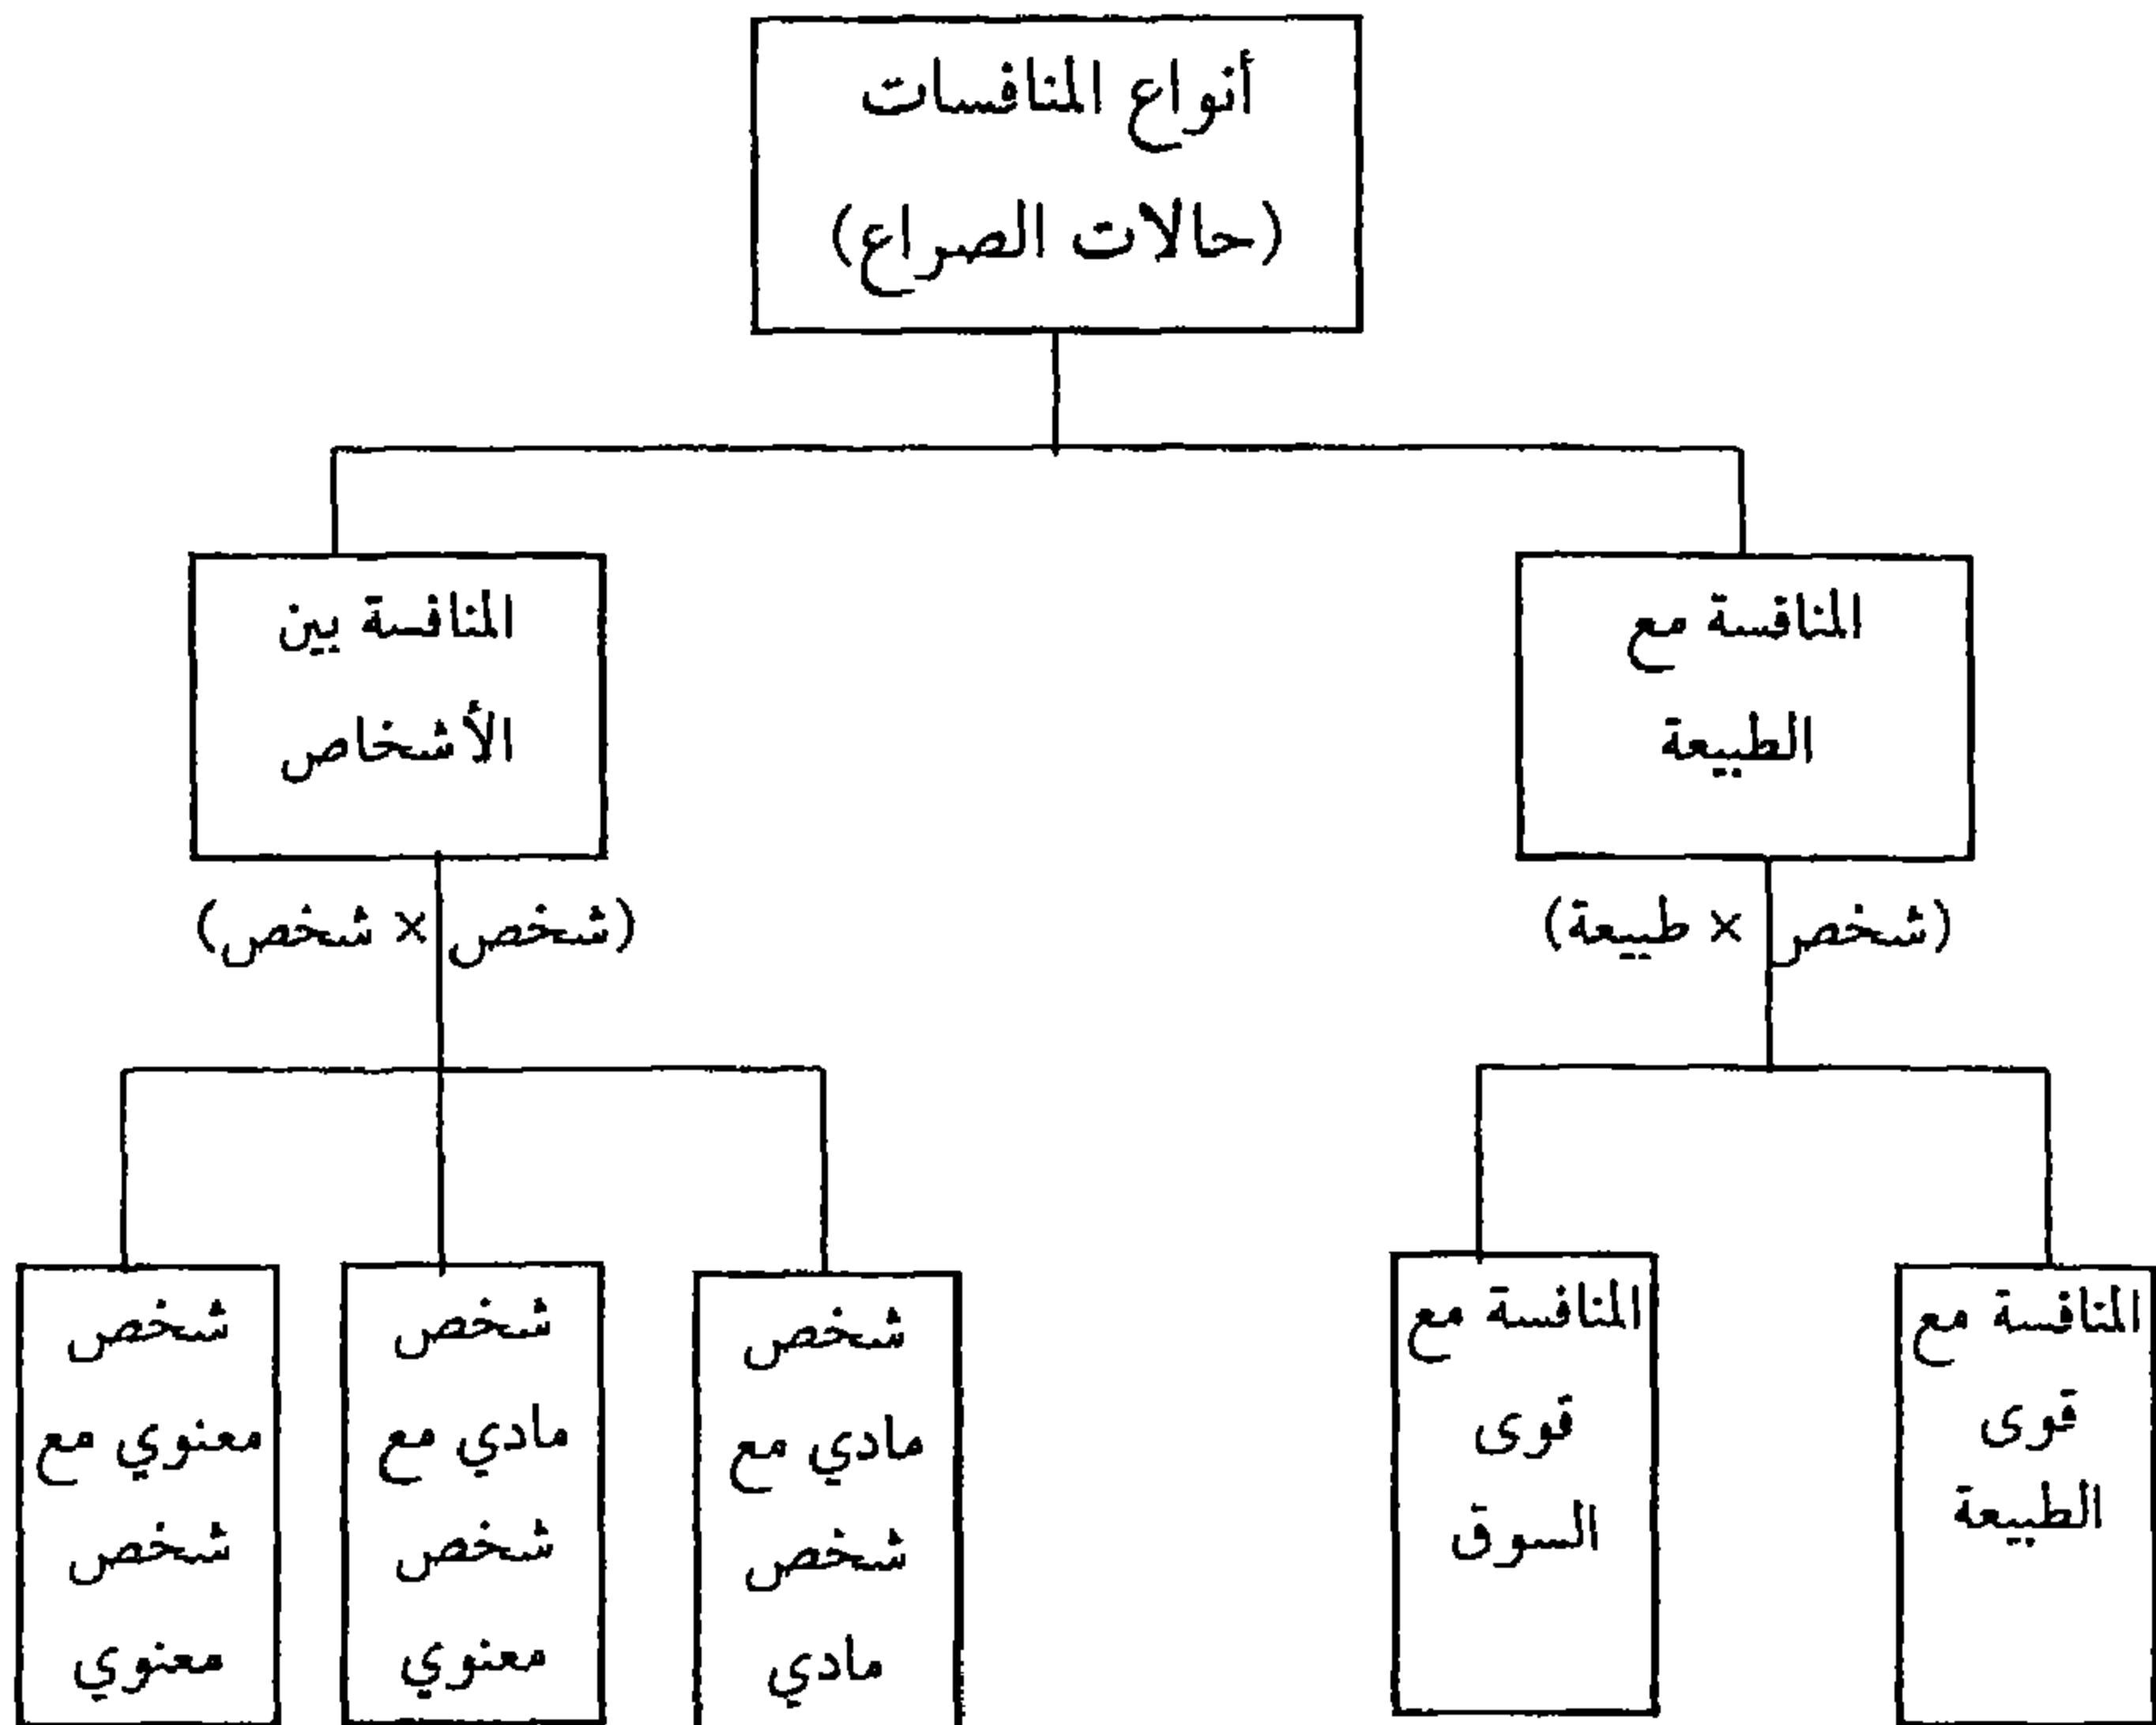 أنواع المنافسات
(حالات الصراع)
المنافسة مع
الطبيعة
(شخص × طبيعة)
المنافسة مع
قوى
الطبيعة
المنافسة مع
قوى
السوق
المنافسة بين
الأشخاص
(شخص × شخص)
شخص
مادي مع
شخص
مادي
شخص
مادي مع
شخص
معنوي
شخص
معنوي مع
شخص
معنوي